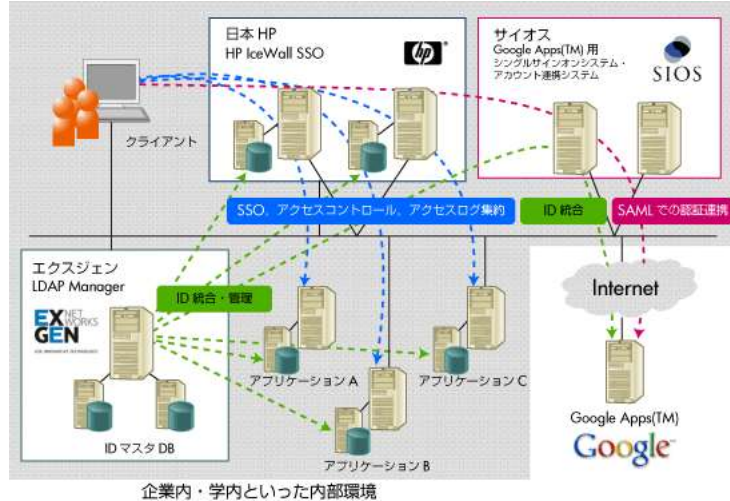 日本 HP
HP IceWall SSO
hp
サイオス
Google Apps(TM) 用
シングルサインオンシステム・
アカウント連携システム
SIOS
クライアント
SSO，アクセスコントロール，アクセスログ集約
ID 統合
SAML での認証連携
エクスジェン
LDAP Manager
EXGEN NETWORKS
ID 統合・管理
Internet
アプリケーション A
アプリケーション C
ID マスタ DB
アプリケーション B
Google Apps(TM)
Google™
企業内・学内といった内部環境